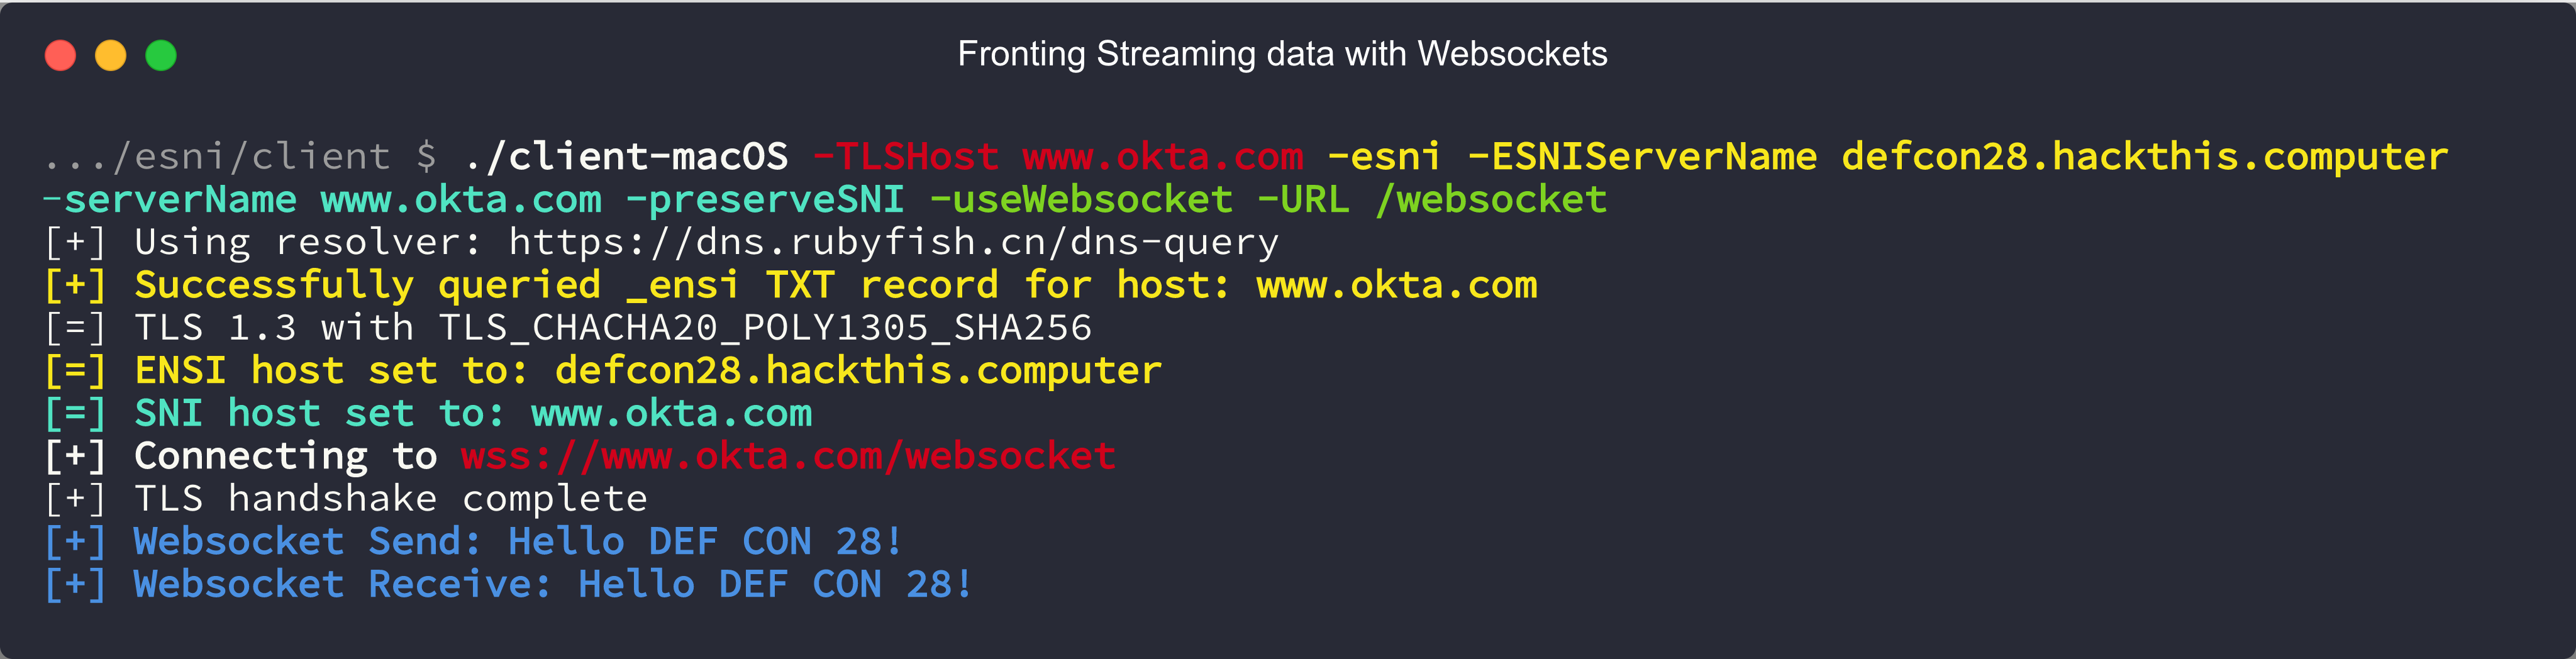 Fronting Streaming data with Websockets
.../esni/client $ ./client-macOS -TLSHost www.okta.com -esni -ESNIServerName defcon28.hackthis.computer
-serverName www.okta.com -preserveSNI -useWebsocket -URL /websocket
[+] Using resolver: https://dns.rubyfish.cn/dns-query
[+] Successfully queried _ensi TXT record for host: www.okta.com
[=] TLS 1.3 with TLS_CHACHA20_POLY1305_SHA256
[=] ENSI host set to: defcon28.hackthis.computer
[=] SNI host set to: www.okta.com
[+] Connecting to wss://www.okta.com/websocket
[+] TLS handshake complete
[+] Websocket Send: Hello DEF CON 28!
[+] Websocket Receive: Hello DEF CON 28!